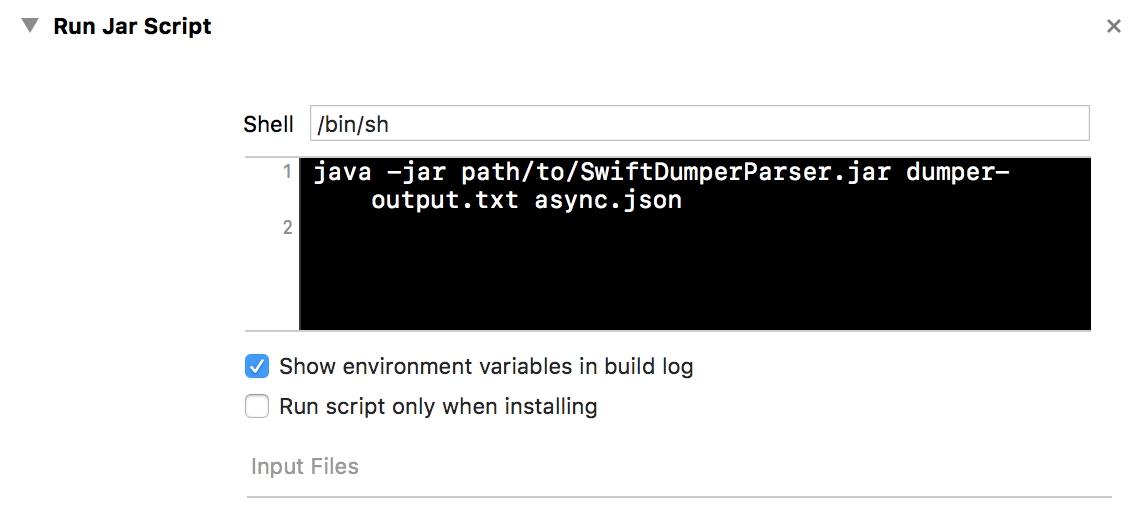 Run Jar Script
Shell /bin/sh
1 java -jar path/to/SwiftDumperParser.jar dumper-
output.txt async.json
2
Show environment variables in build log
Run script only when installing
Input Files